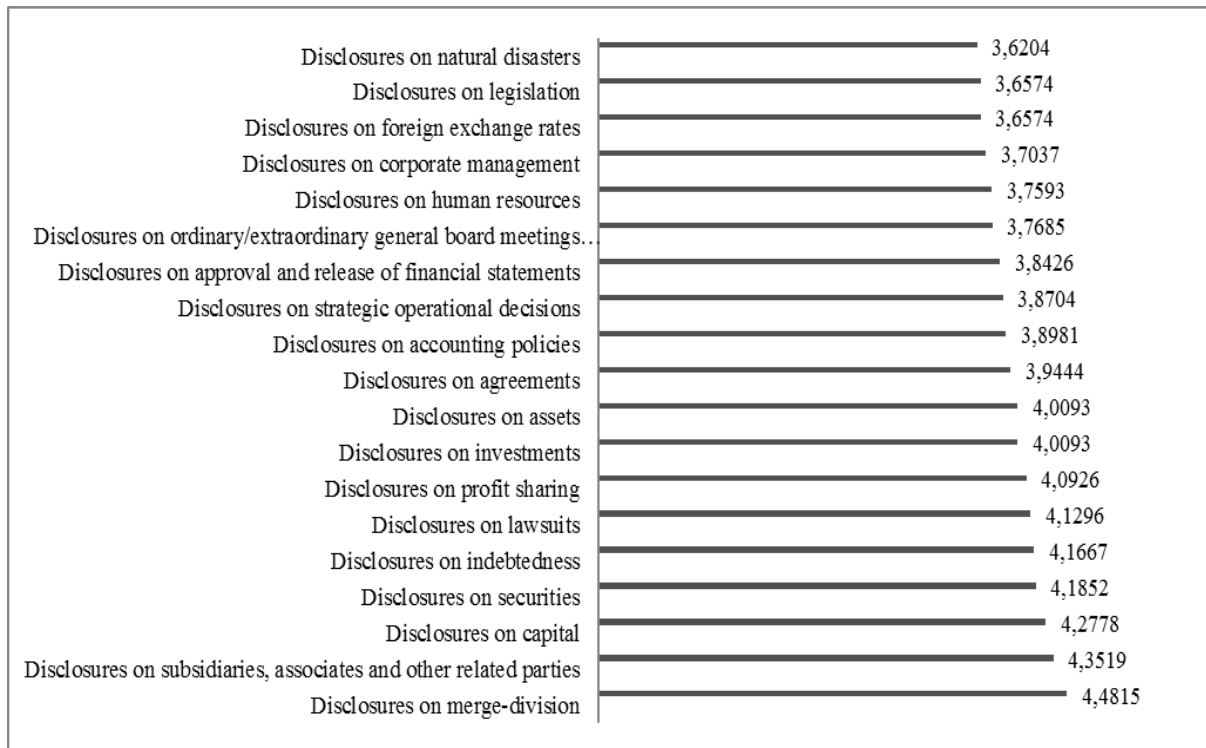 Disclosures on natural disasters 3,6204
Disclosures on legislation 3,6574
Disclosures on foreign exchange rates 3,6574
Disclosures on corporate management 3,7037
Disclosures on human resources 3,7593
Disclosures on ordinary/extraordinary general board meetings… 3,7685
Disclosures on approval and release of financial statements 3,8426
Disclosures on strategic operational decisions 3,8704
Disclosures on accounting policies 3,8981
Disclosures on agreements 3,9444
Disclosures on assets 4,0093
Disclosures on investments 4,0093
Disclosures on profit sharing 4,0926
Disclosures on lawsuits 4,1296
Disclosures on indebtedness 4,1667
Disclosures on securities 4,1852
Disclosures on capital 4,2778
Disclosures on subsidiaries, associates and other related parties 4,3519
Disclosures on merge-division 4,4815